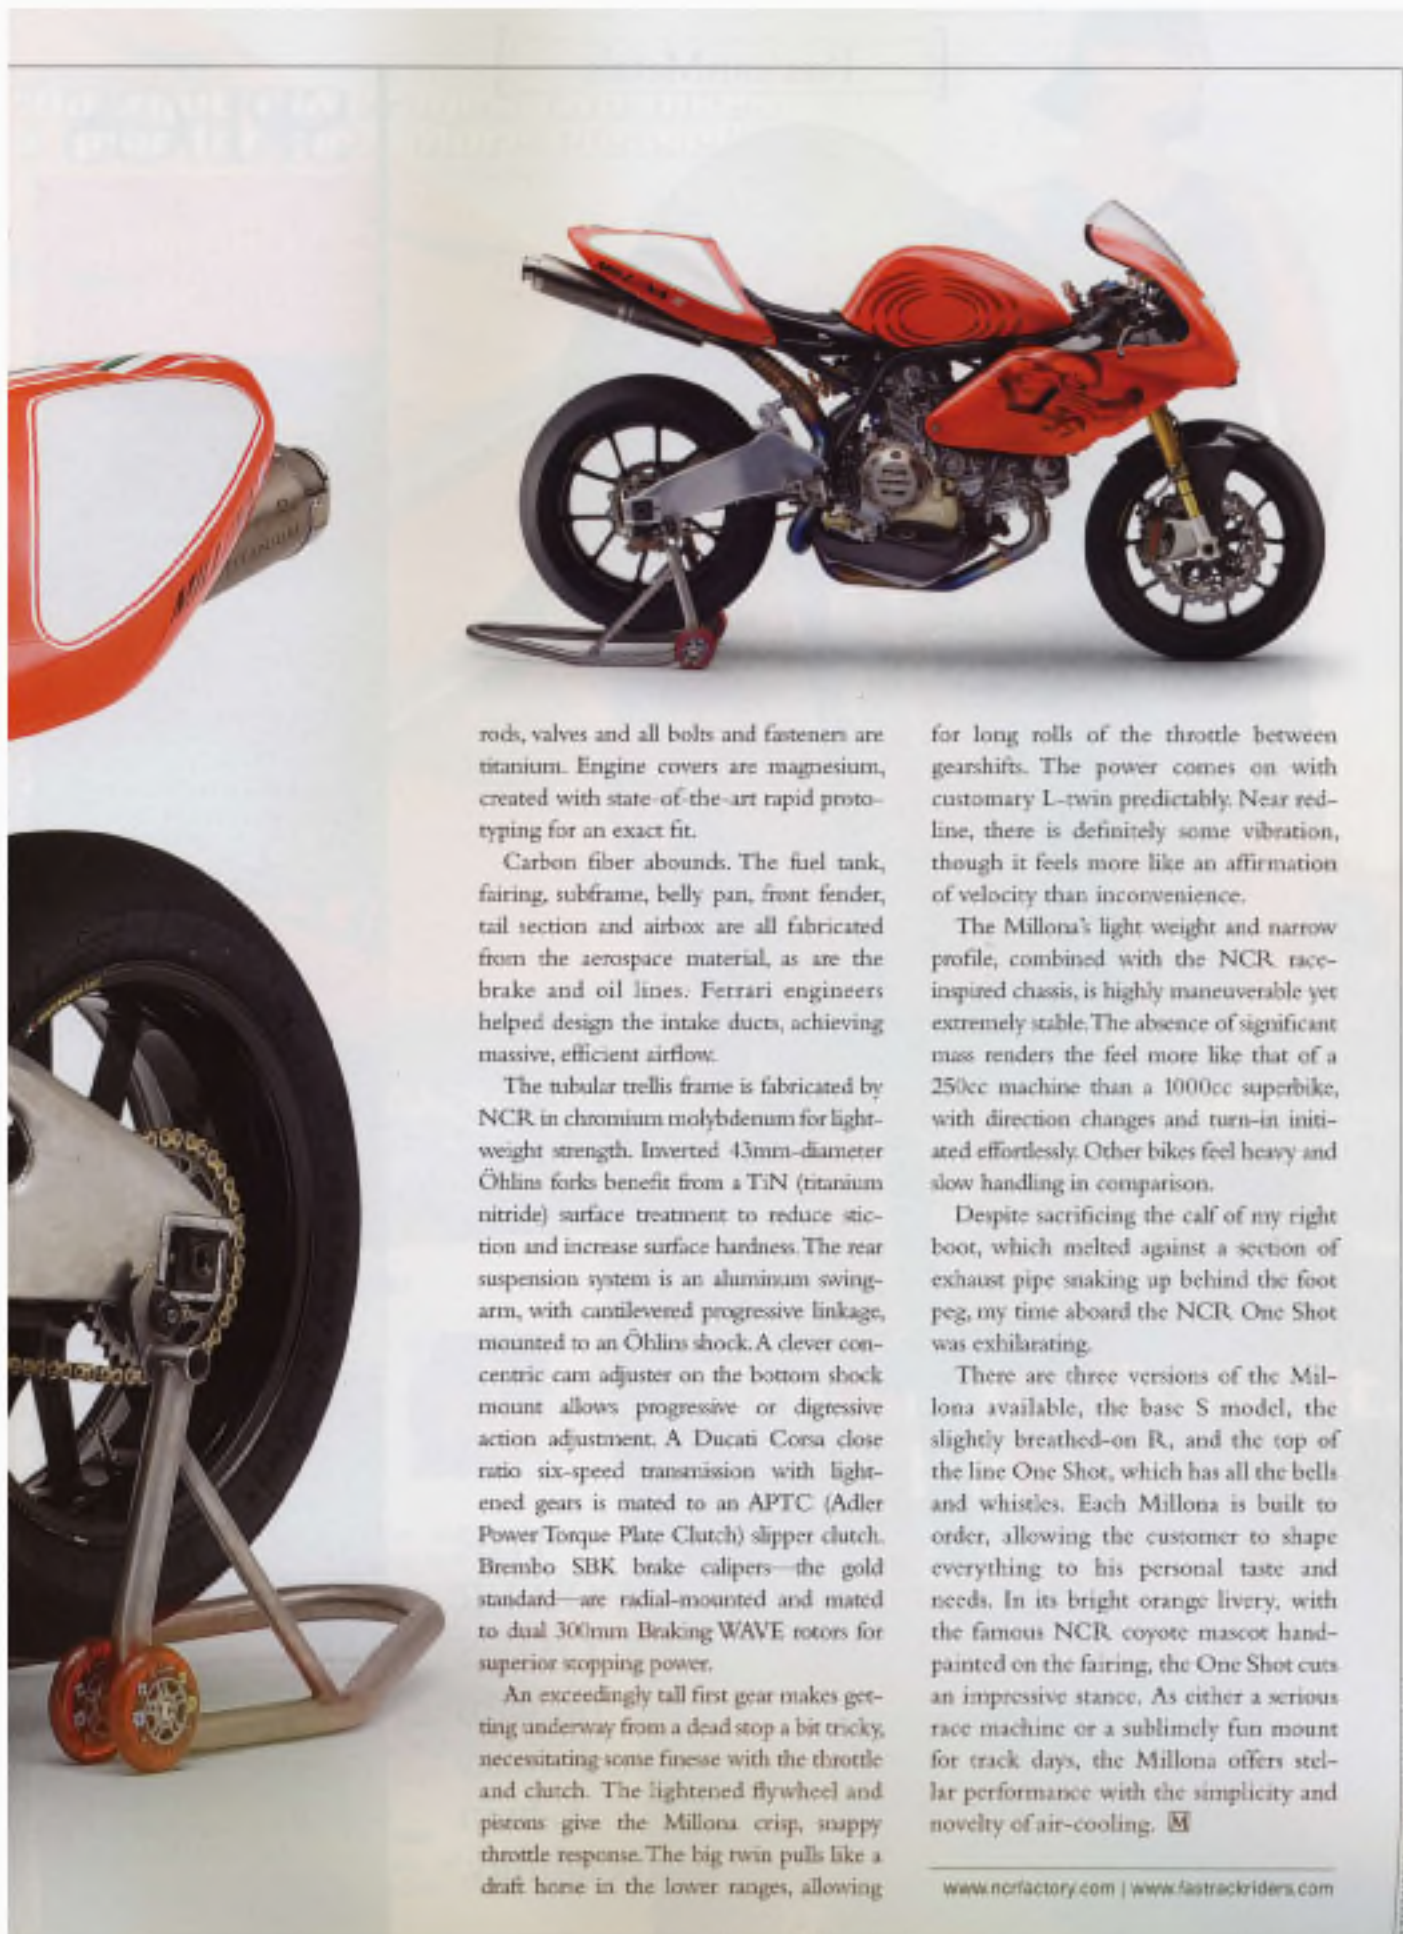 rods, valves and all bolts and fasteners are
titanium. Engine covers are magnesium,
created with state-of-the-art rapid proto-
typing for an exact fit.
Carbon fiber abounds. The fuel tank,
fairing, subframe, belly pan, front fender,
tail section and airbox are all fabricated
from the aerospace material, as are the
brake and oil lines. Ferrari engineers
helped design the intake ducts, achieving
massive, efficient airflow.
The tubular trellis frame is fabricated by
NCR in chromium molybdenum for light-
weight strength. Inverted 43mm-diameter
Öhlins forks benefit from a TiN (titanium
nitride) surface treatment to reduce stic-
tion and increase surface hardness. The rear
suspension system is an aluminum swing-
arm, with cantilevered progressive linkage,
mounted to an Öhlins shock. A clever con-
centric cam adjuster on the bottom shock
mount allows progressive or digressive
action adjustment. A Ducati Corsa close
ratio six-speed transmission with light-
ened gears is mated to an APTC (Adler
Power Torque Plate Clutch) slipper clutch.
Brembo SBK brake calipers—the gold
standard—are radial-mounted and mated
to dual 300mm Braking WAVE rotors for
superior stopping power.
An exceedingly tall first gear makes get-
ting underway from a dead stop a bit tricky,
necessitating some finesse with the throttle
and clutch. The lightened flywheel and
pistons give the Millona crisp, snappy
throttle response. The big twin pulls like a
draft horse in the lower ranges, allowing
for long rolls of the throttle between
gearshifts. The power comes on with
customary L-twin predictably. Near red-
line, there is definitely some vibration,
though it feels more like an affirmation
of velocity than inconvenience.
The Millona's light weight and narrow
profile, combined with the NCR race-
inspired chassis, is highly maneuverable yet
extremely stable. The absence of significant
mass renders the feel more like that of a
250cc machine than a 1000cc superbike,
with direction changes and turn-in initi-
ated effortlessly. Other bikes feel heavy and
slow handling in comparison.
Despite sacrificing the calf of my right
boot, which melted against a section of
exhaust pipe snaking up behind the foot
peg, my time aboard the NCR One Shot
was exhilarating.
There are three versions of the Mil-
lona available, the base S model, the
slightly breathed-on R, and the top of
the line One Shot, which has all the bells
and whistles. Each Millona is built to
order, allowing the customer to shape
everything to his personal taste and
needs. In its bright orange livery, with
the famous NCR coyote mascot hand-
painted on the fairing, the One Shot cuts
an impressive stance. As either a serious
race machine or a sublimely fun mount
for track days, the Millona offers stel-
lar performance with the simplicity and
novelty of air-cooling. M
www.ncrfactory.com | www.fastrackriders.com